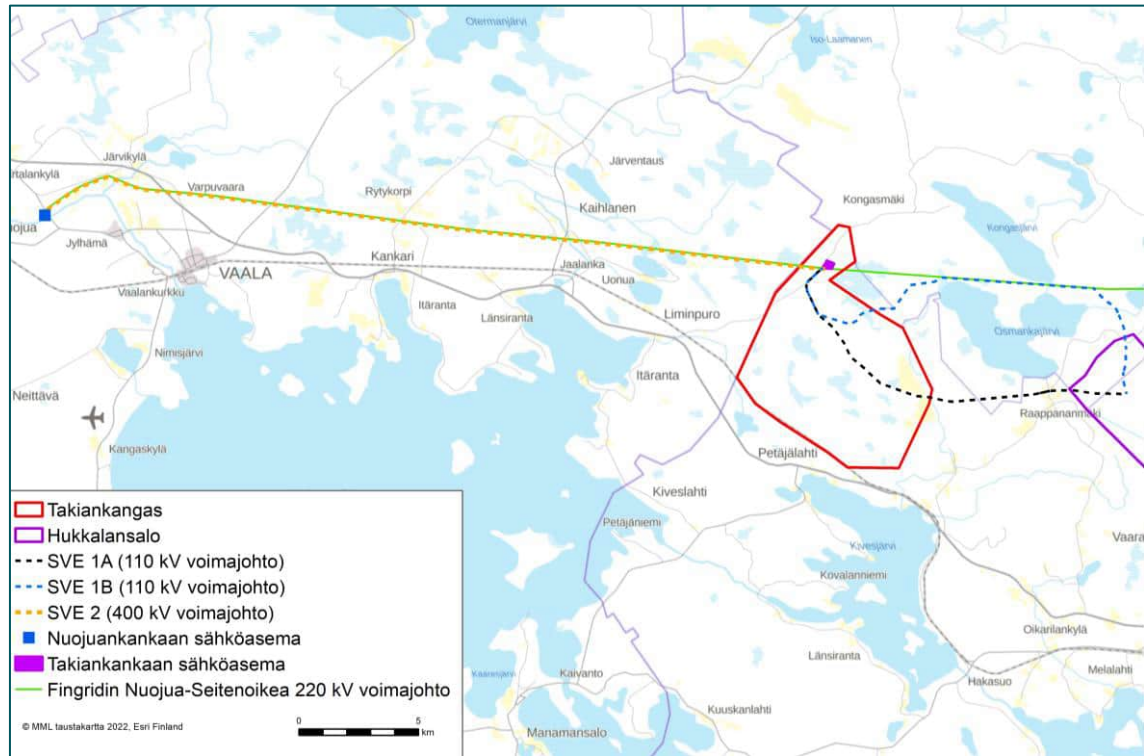 Otermanjärvi
Iso-Laamanen
Järvikylä
rtalankylä
Varpuvaara
Rytykorpi
Järventaus
Kaihlanen
Kongasmäki
nojua
Jylhämä
Kongasjärvi
VAALA
Kankari
Jaalanka
Uonua
Vaalankurkku
Itäranta
Länsiranta
Liminpuro
Osmankajärvi
Nimisjärvi
Itäranta
Neittävä
Raappananmäki
Kangaskylä
Petäjälahti
Kiveslahti
Petäjäniemi
Kivesjärvi
Vaara
Kovalanniemi
Oikarilankylä
Länsiranta
Melalahti
Kaivanto
Hakasuo
Kuuskanlahti
Manamansalo
Takiankangas
Hukkalansalo
SVE 1A (110 kV voimajohto)
SVE 1B (110 kV voimajohto)
SVE 2 (400 kV voimajohto)
Nuojuankankaan sähköasema
Takiankankaan sähköasema
Fingridin Nuojua-Seitenoikea 220 kV voimajohto
© MML taustakartta 2022, Esri Finland
0 5
km